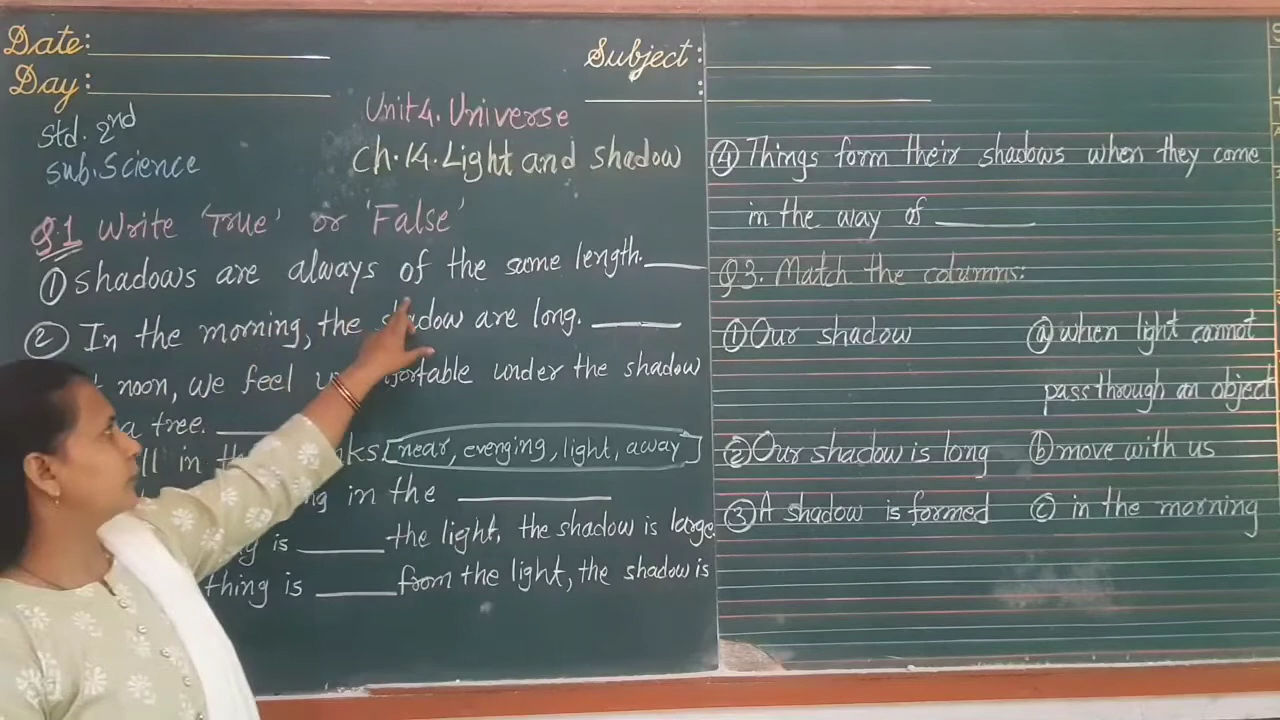 Date:
Day:
Subject:
Std. 2nd
Sub. Science
Unit 4. Universe
Ch. 14. Light and shadow
Q.1 Write 'True' or 'False'
① Shadows are always of the same length.
② In the morning, the shadow are long.
noon, we feel under the shadow
a tree.
in [near, evenging, light, away]
in the
is ______ the light, the shadow is large
thing is ______ from the light, the shadow is
④ Things form their shadows when they come
in the way of ______
Q 3. Match the columns:
① Our shadow ⓐ when light cannot
pass through an object
② Our shadow is long ⓑ move with us
③ A shadow is formed ⓒ in the morning